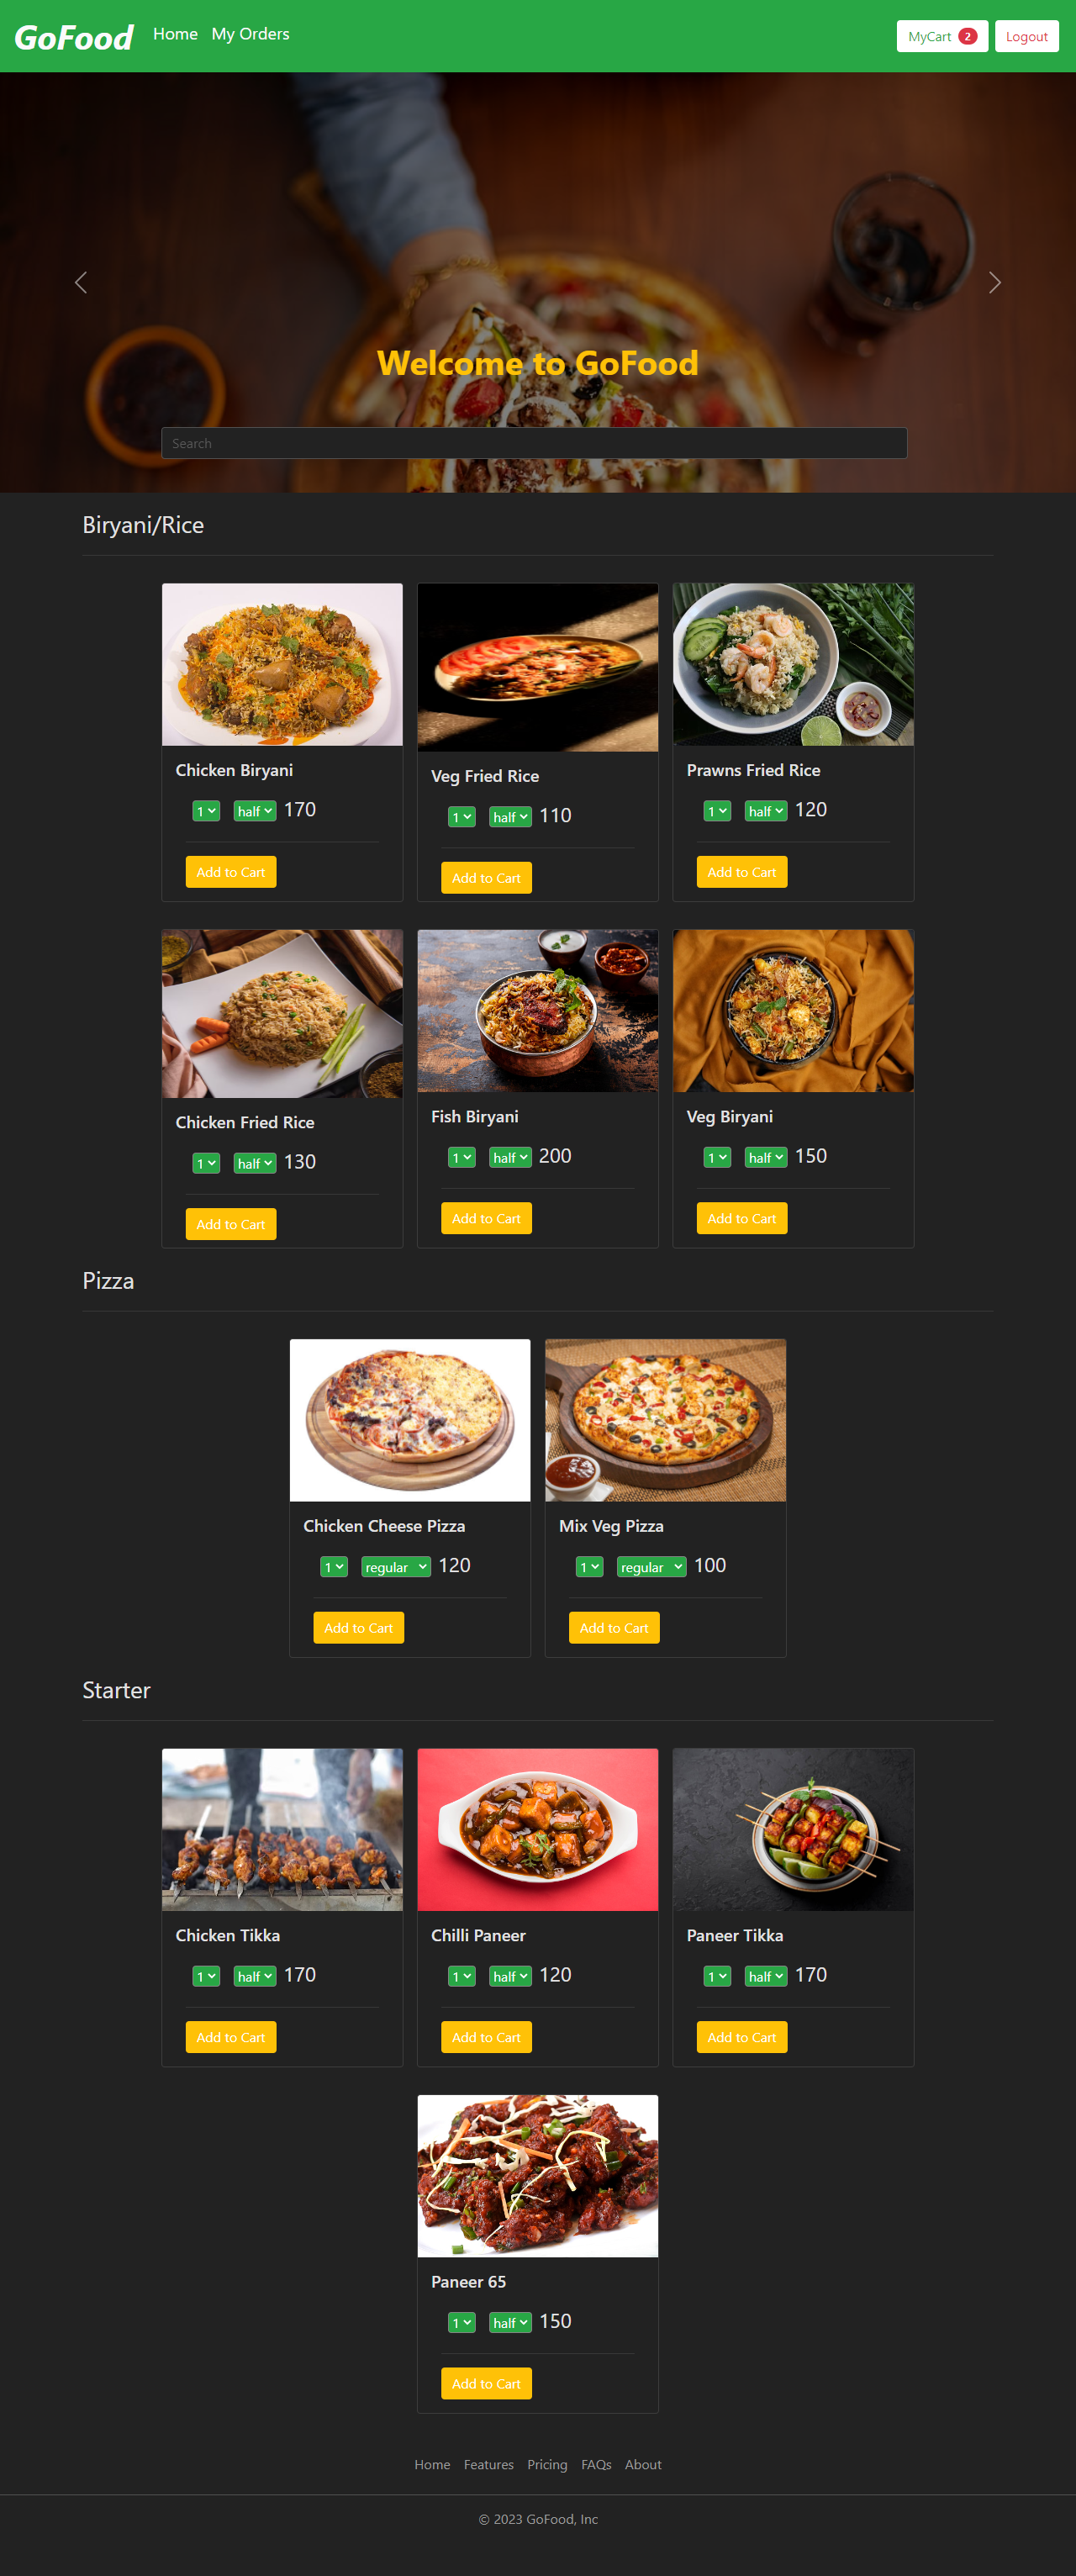 GoFood Home My Orders MyCart 2 Logout
Welcome to GoFood
Search
Biryani/Rice
Chicken Biryani
1 half 170
Add to Cart
Veg Fried Rice
1 half 110
Add to Cart
Prawns Fried Rice
1 half 120
Add to Cart
Chicken Fried Rice
1 half 130
Add to Cart
Fish Biryani
1 half 200
Add to Cart
Veg Biryani
1 half 150
Add to Cart
Pizza
Chicken Cheese Pizza
1 regular 120
Add to Cart
Mix Veg Pizza
1 regular 100
Add to Cart
Starter
Chicken Tikka
1 half 170
Add to Cart
Chilli Paneer
1 half 120
Add to Cart
Paneer Tikka
1 half 170
Add to Cart
Paneer 65
1 half 150
Add to Cart
Home Features Pricing FAQs About
© 2023 GoFood, Inc